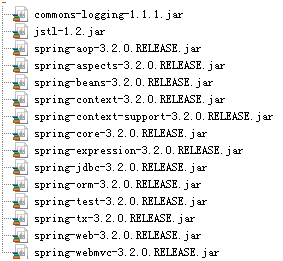 commons-logging-1.1.1.jar
jstl-1.2.jar
spring-aop-3.2.0.RELEASE.jar
spring-aspects-3.2.0.RELEASE.jar
spring-beans-3.2.0.RELEASE.jar
spring-context-3.2.0.RELEASE.jar
spring-context-support-3.2.0.RELEASE.jar
spring-core-3.2.0.RELEASE.jar
spring-expression-3.2.0.RELEASE.jar
spring-jdbc-3.2.0.RELEASE.jar
spring-orm-3.2.0.RELEASE.jar
spring-test-3.2.0.RELEASE.jar
spring-tx-3.2.0.RELEASE.jar
spring-web-3.2.0.RELEASE.jar
spring-webmvc-3.2.0.RELEASE.jar